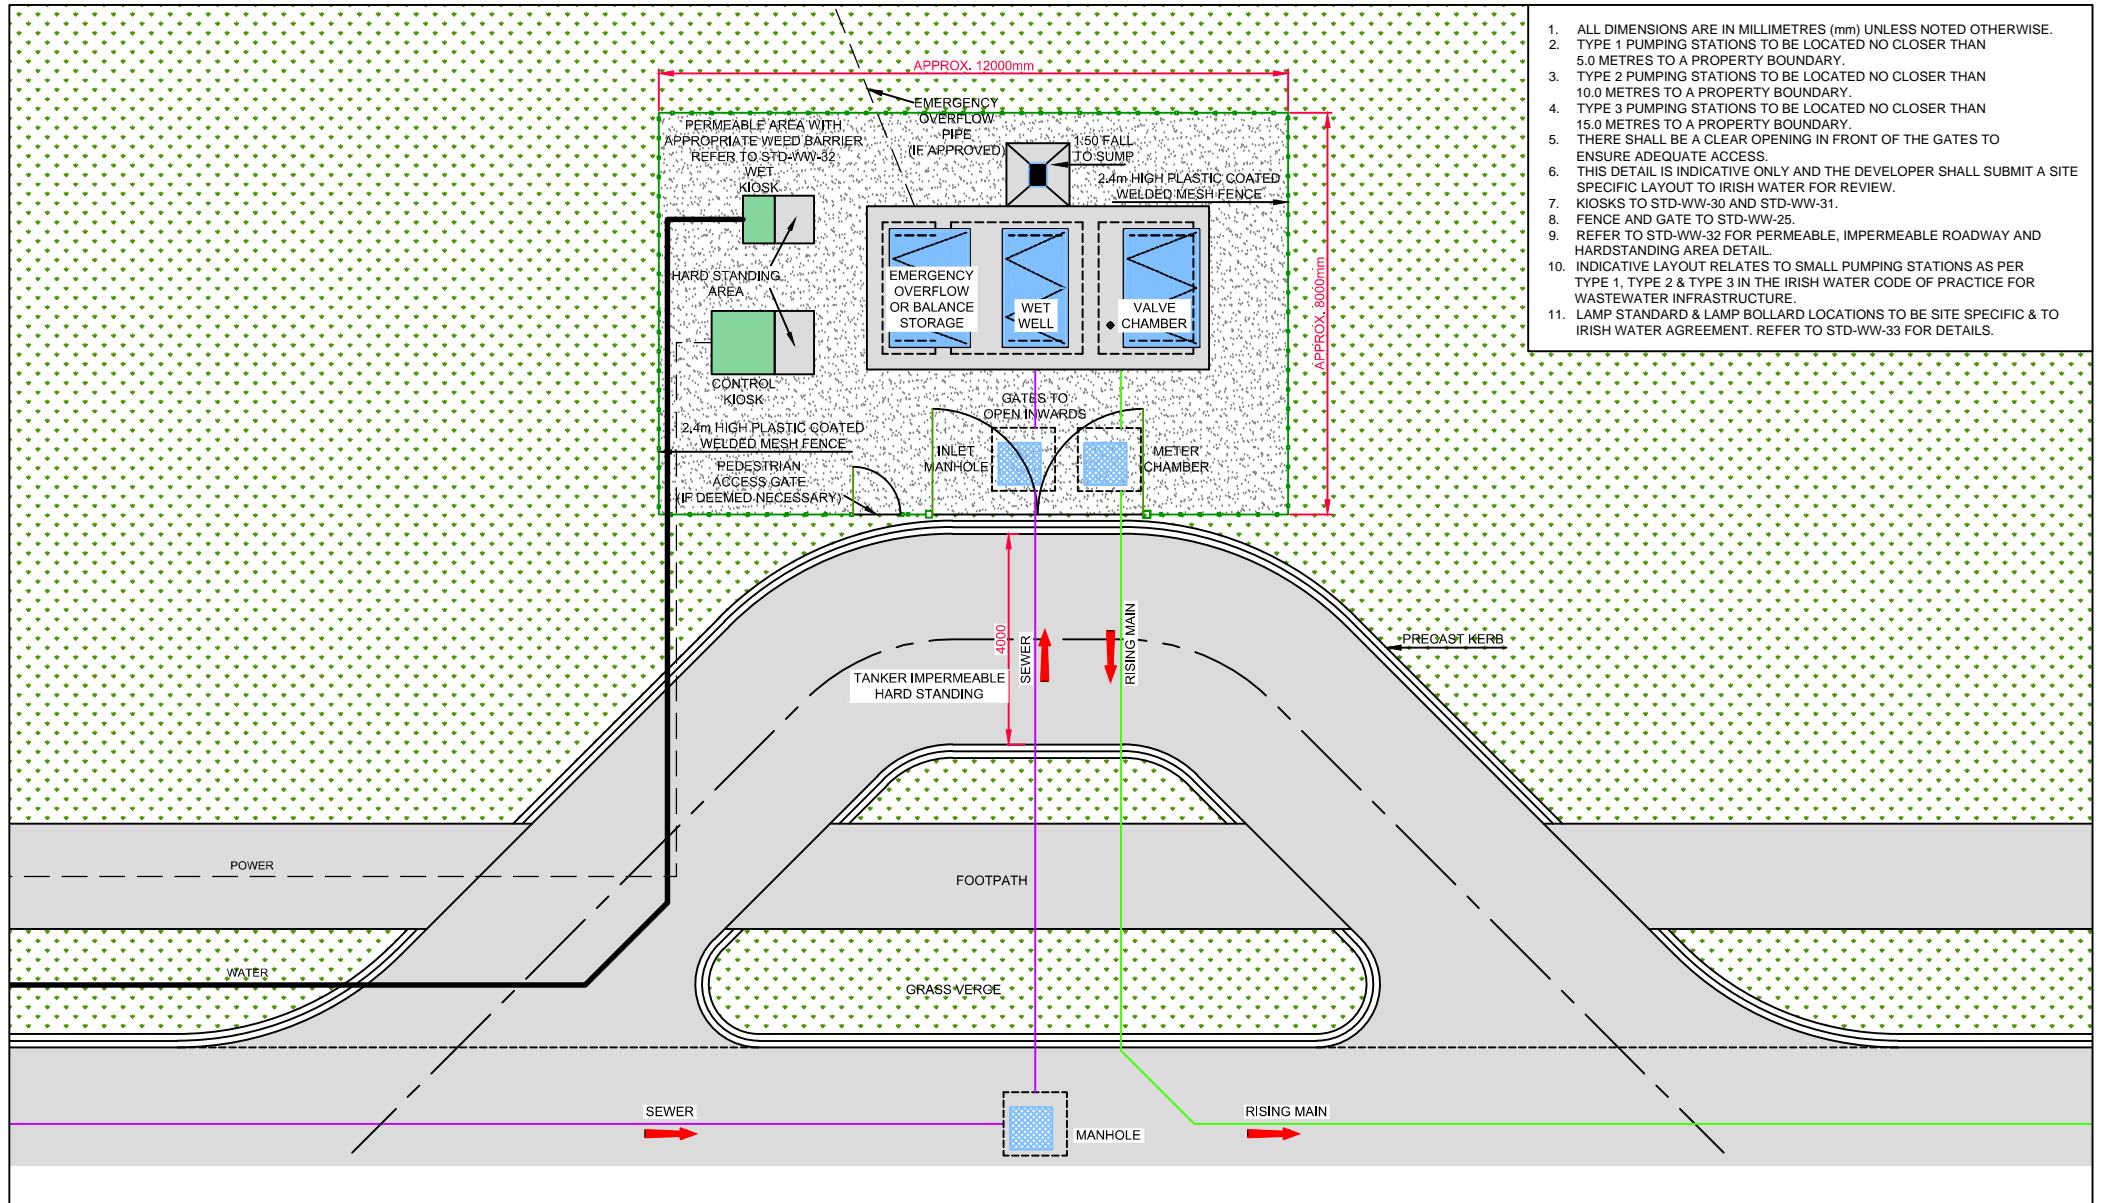 APPROX. 12000mm
EMERGENCY
OVERFLOW
PIPE
(IF APPROVED)
PERMEABLE AREA WITH
APPROPRIATE WEED BARRIER
REFER TO STD-WW-32
WET
KIOSK
1:50 FALL
TO SUMP
2.4m HIGH PLASTIC COATED
WELDED MESH FENCE
HARD STANDING
AREA
EMERGENCY
OVERFLOW
OR BALANCE
STORAGE
WET
WELL
VALVE
CHAMBER
APPROX. 8000mm
CONTROL
KIOSK
GATES TO
OPEN INWARDS
2.4m HIGH PLASTIC COATED
WELDED MESH FENCE
INLET
MANHOLE
METER
CHAMBER
PEDESTRIAN
ACCESS GATE
(IF DEEMED NECESSARY)
1. ALL DIMENSIONS ARE IN MILLIMETRES (mm) UNLESS NOTED OTHERWISE.
2. TYPE 1 PUMPING STATIONS TO BE LOCATED NO CLOSER THAN
5.0 METRES TO A PROPERTY BOUNDARY.
3. TYPE 2 PUMPING STATIONS TO BE LOCATED NO CLOSER THAN
10.0 METRES TO A PROPERTY BOUNDARY.
4. TYPE 3 PUMPING STATIONS TO BE LOCATED NO CLOSER THAN
15.0 METRES TO A PROPERTY BOUNDARY.
5. THERE SHALL BE A CLEAR OPENING IN FRONT OF THE GATES TO
ENSURE ADEQUATE ACCESS.
6. THIS DETAIL IS INDICATIVE ONLY AND THE DEVELOPER SHALL SUBMIT A SITE
SPECIFIC LAYOUT TO IRISH WATER FOR REVIEW.
7. KIOSKS TO STD-WW-30 AND STD-WW-31.
8. FENCE AND GATE TO STD-WW-25.
9. REFER TO STD-WW-32 FOR PERMEABLE, IMPERMEABLE ROADWAY AND
HARDSTANDING AREA DETAIL.
10. INDICATIVE LAYOUT RELATES TO SMALL PUMPING STATIONS AS PER
TYPE 1, TYPE 2 & TYPE 3 IN THE IRISH WATER CODE OF PRACTICE FOR
WASTEWATER INFRASTRUCTURE.
11. LAMP STANDARD & LAMP BOLLARD LOCATIONS TO BE SITE SPECIFIC & TO
IRISH WATER AGREEMENT. REFER TO STD-WW-33 FOR DETAILS.
4000
SEWER
RISING MAIN
PRECAST KERB
TANKER IMPERMEABLE
HARD STANDING
POWER
FOOTPATH
WATER
GRASS VERGE
SEWER
MANHOLE
RISING MAIN